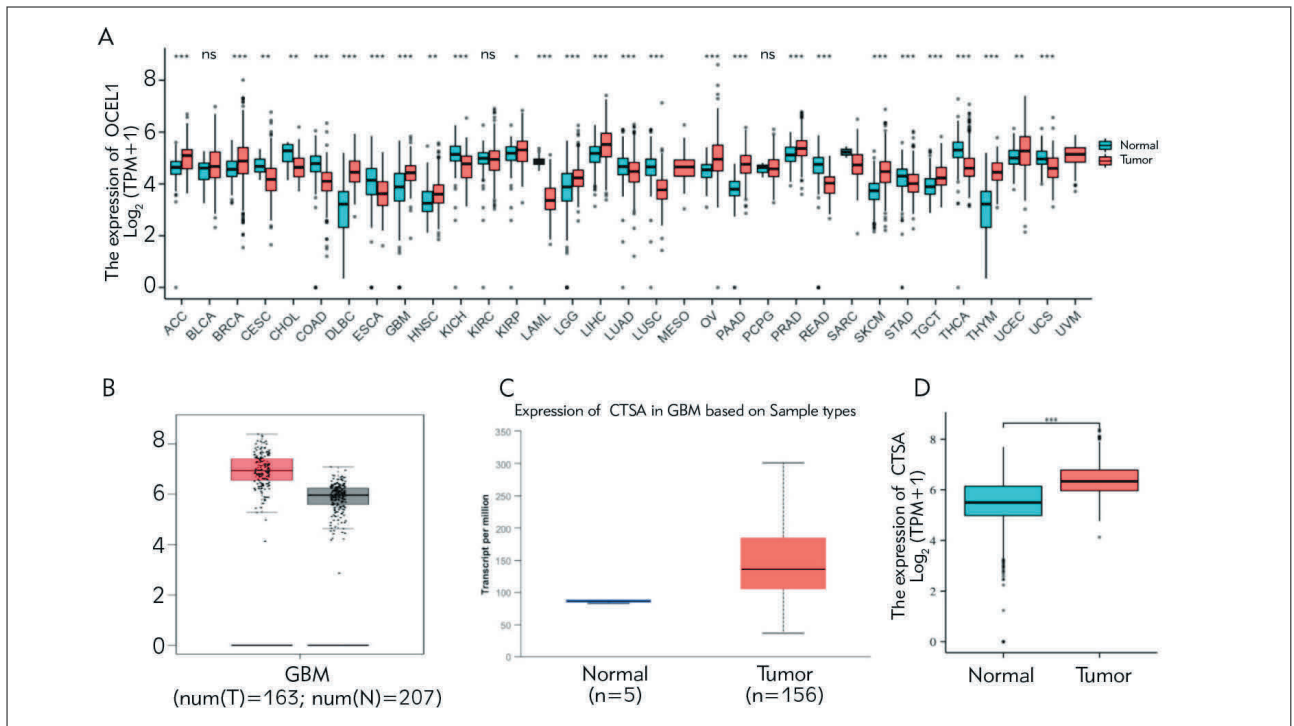 A
*** ns *** ** ** *** *** *** *** ** *** ns * *** *** *** *** *** *** *** ns *** *** *** *** *** *** *** ** ***
The expression of OCEL1
Log2 (TPM+1)
8
6
4
2
0
Normal
Tumor
ACC BLCA BRCA CESC CHOL COAD DLBC ESCA GBM HNSC KICH KIRC KIRP LAML LGG LIHC LUAD LUSC MESO OV PAAD PCPG PRAD READ SARC SKCM STAD TGCT THCA THYM UCEC UCS UVM
B
8
6
4
2
0
GBM
(num(T)=163; num(N)=207)
C
Expression of CTSA in GBM based on Sample types
Transcript per million
350
300
250
200
150
100
50
0
Normal
(n=5)
Tumor
(n=156)
D
***
The expression of CTSA
Log2 (TPM+1)
8
6
4
2
0
Normal
Tumor